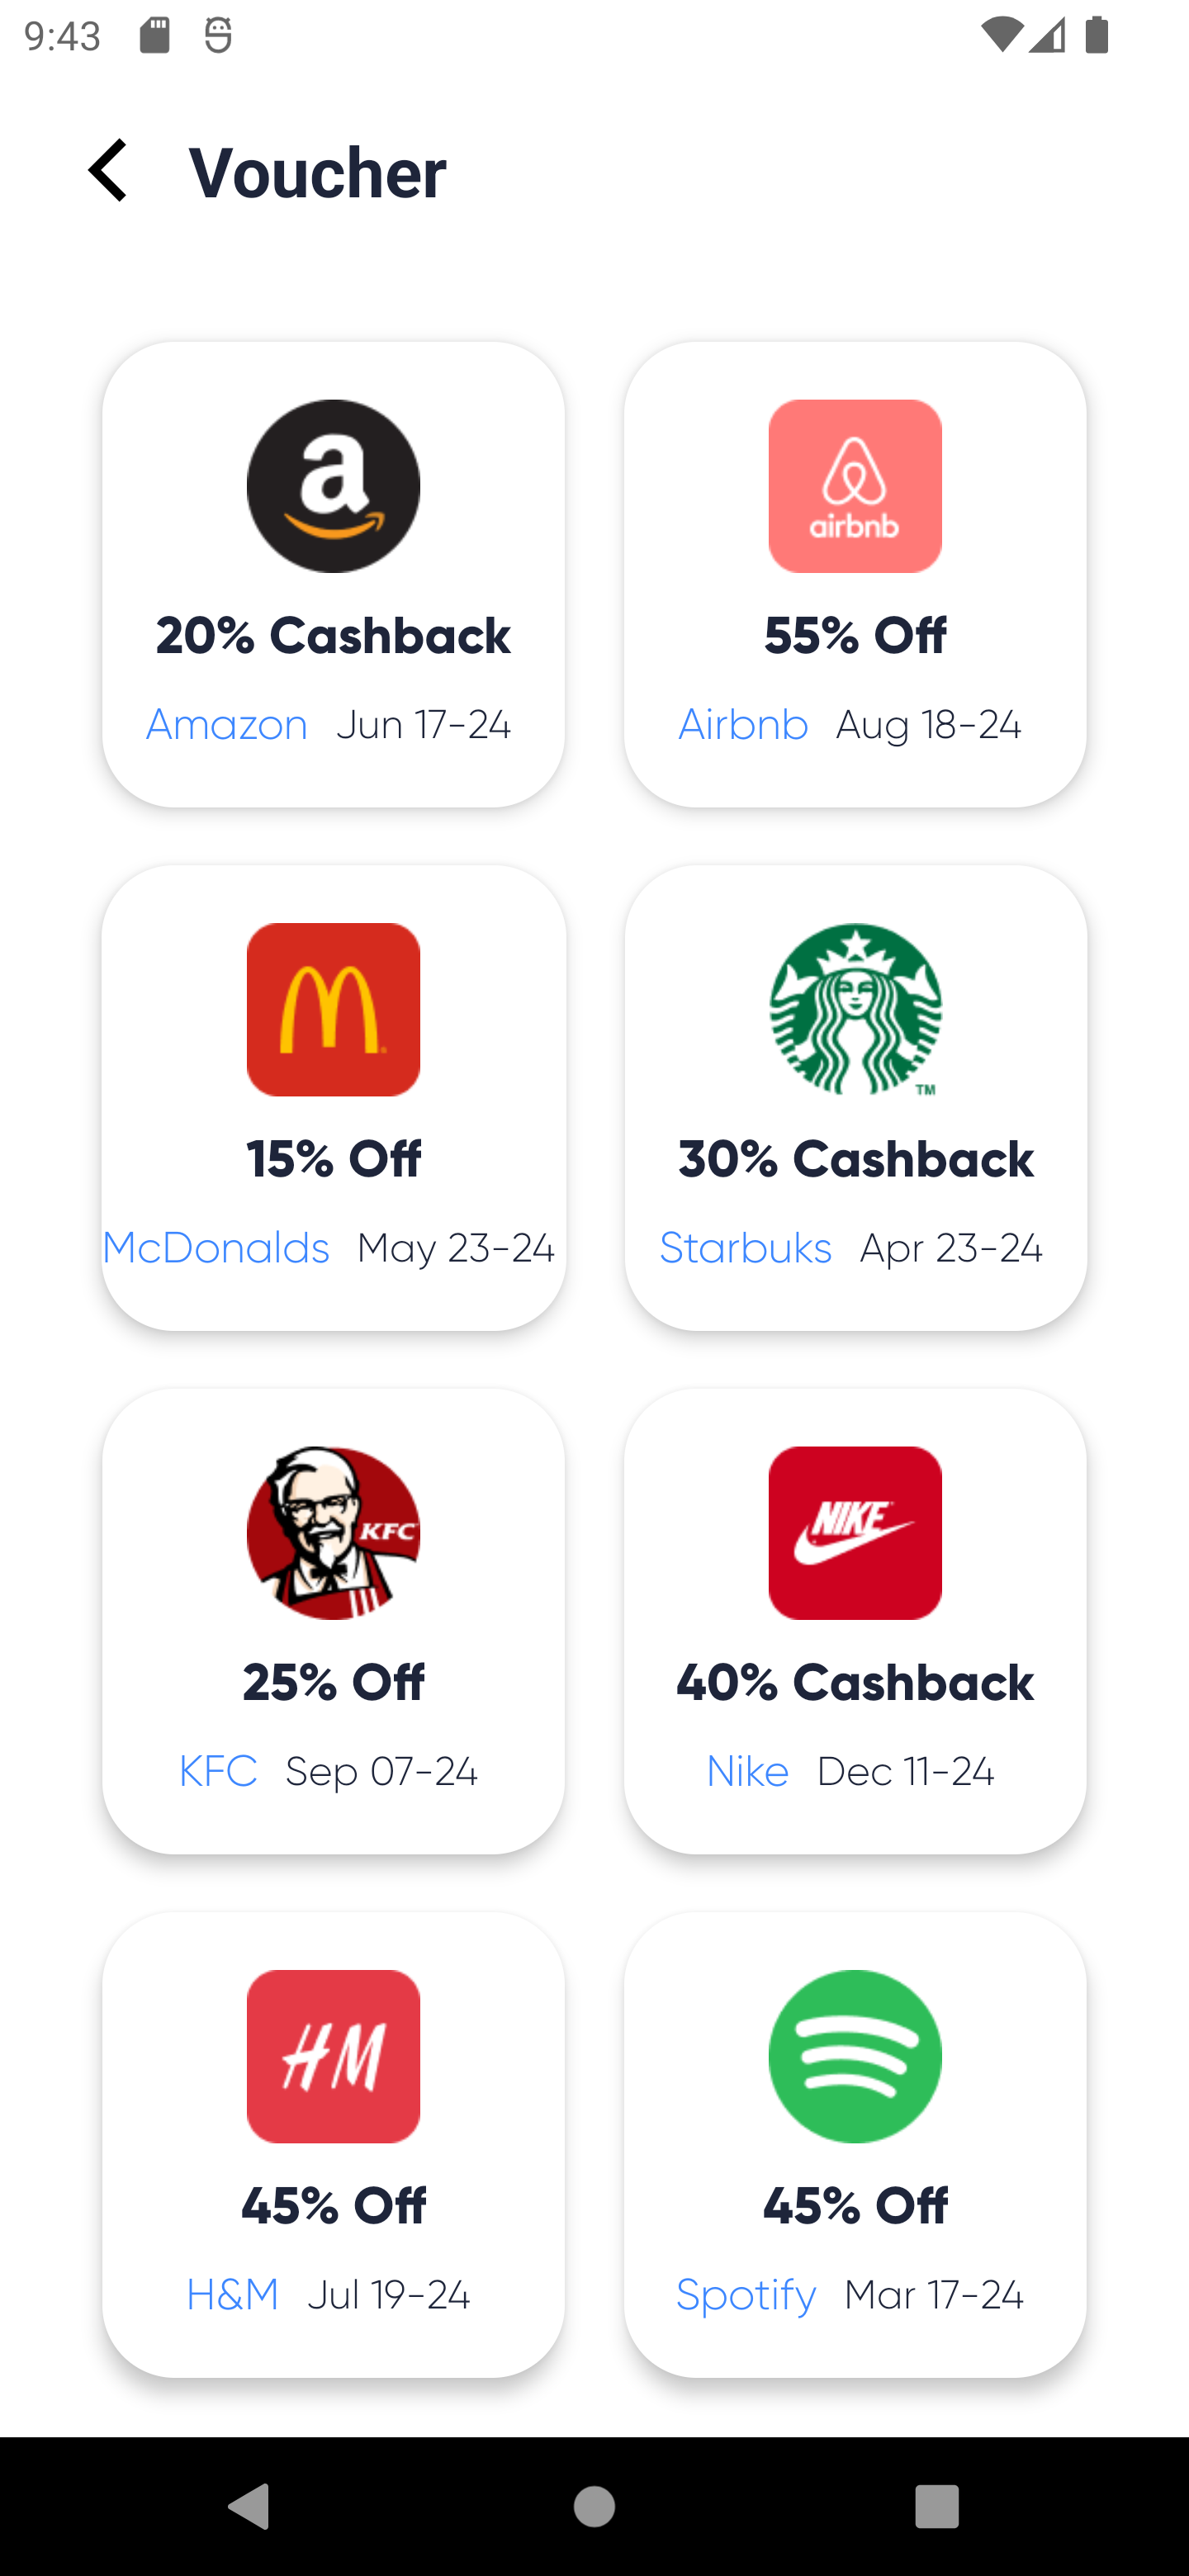 9:43
Voucher
a
airbnb
20% Cashback
55% Off
Amazon Jun 17-24
Airbnb Aug 18-24
M
TM
15% Off
30% Cashback
McDonalds May 23-24
Starbuks Apr 23-24
KFC
NIKE
25% Off
40% Cashback
KFC Sep 07-24
Nike Dec 11-24
HM
45% Off
45% Off
H&M Jul 19-24
Spotify Mar 17-24